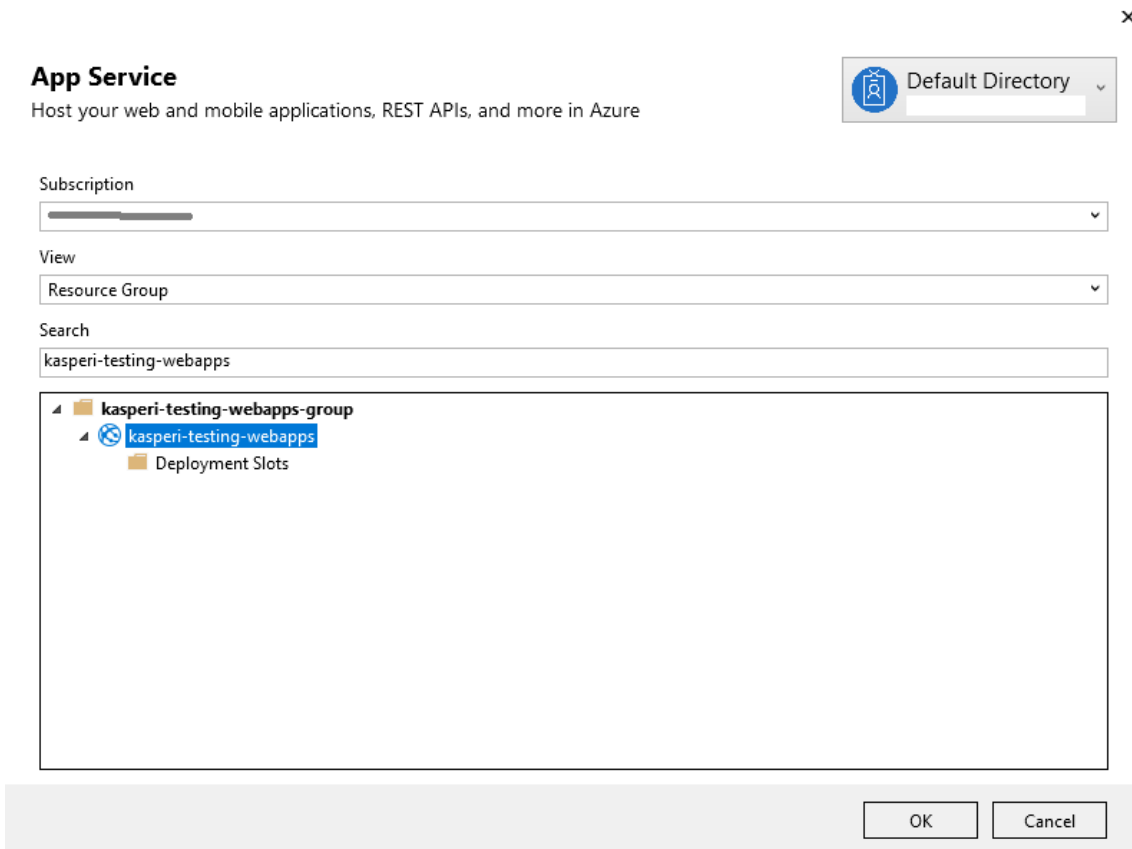 App Service
Default Directory
Host your web and mobile applications, REST APIs, and more in Azure
Subscription
View
Resource Group
Search
kasperi-testing-webapps
kasperi-testing-webapps-group
kasperi-testing-webapps
Deployment Slots
OK
Cancel